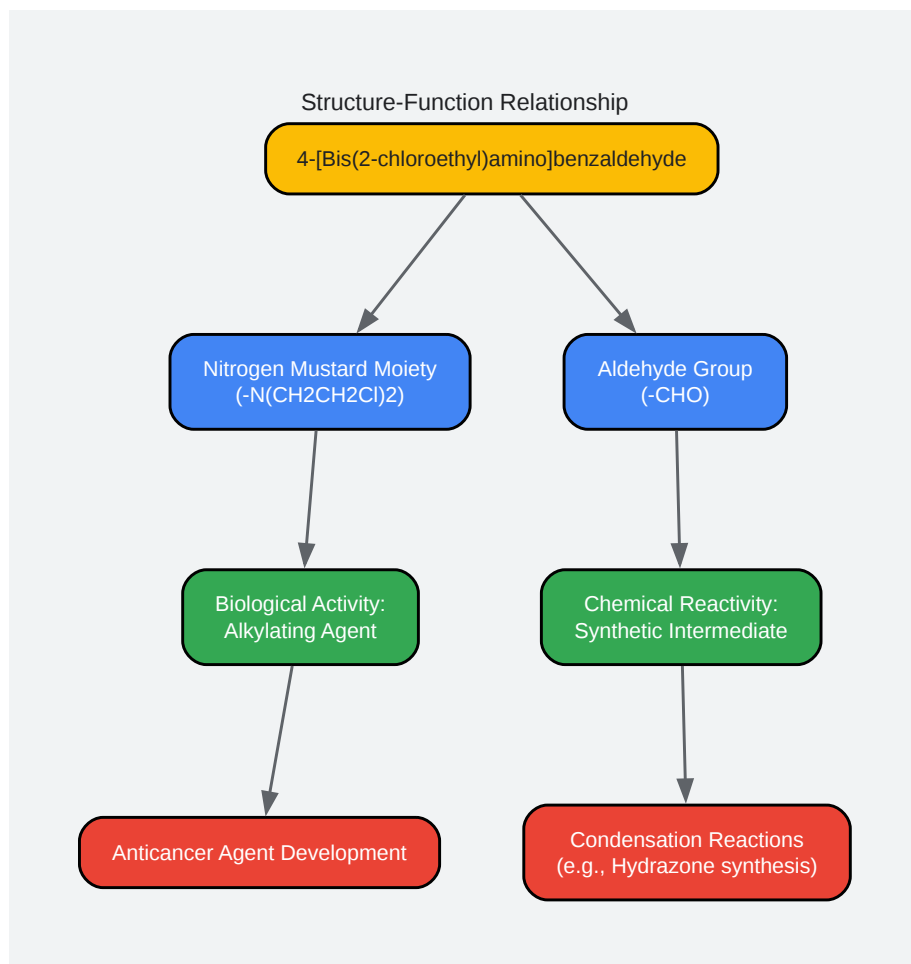 Structure-Function Relationship
4-[Bis(2-chloroethyl)amino]benzaldehyde
Nitrogen Mustard Moiety
(-N(CH2CH2Cl)2)
Aldehyde Group
(-CHO)
Biological Activity:
Alkylating Agent
Chemical Reactivity:
Synthetic Intermediate
Anticancer Agent Development
Condensation Reactions
(e.g., Hydrazone synthesis)